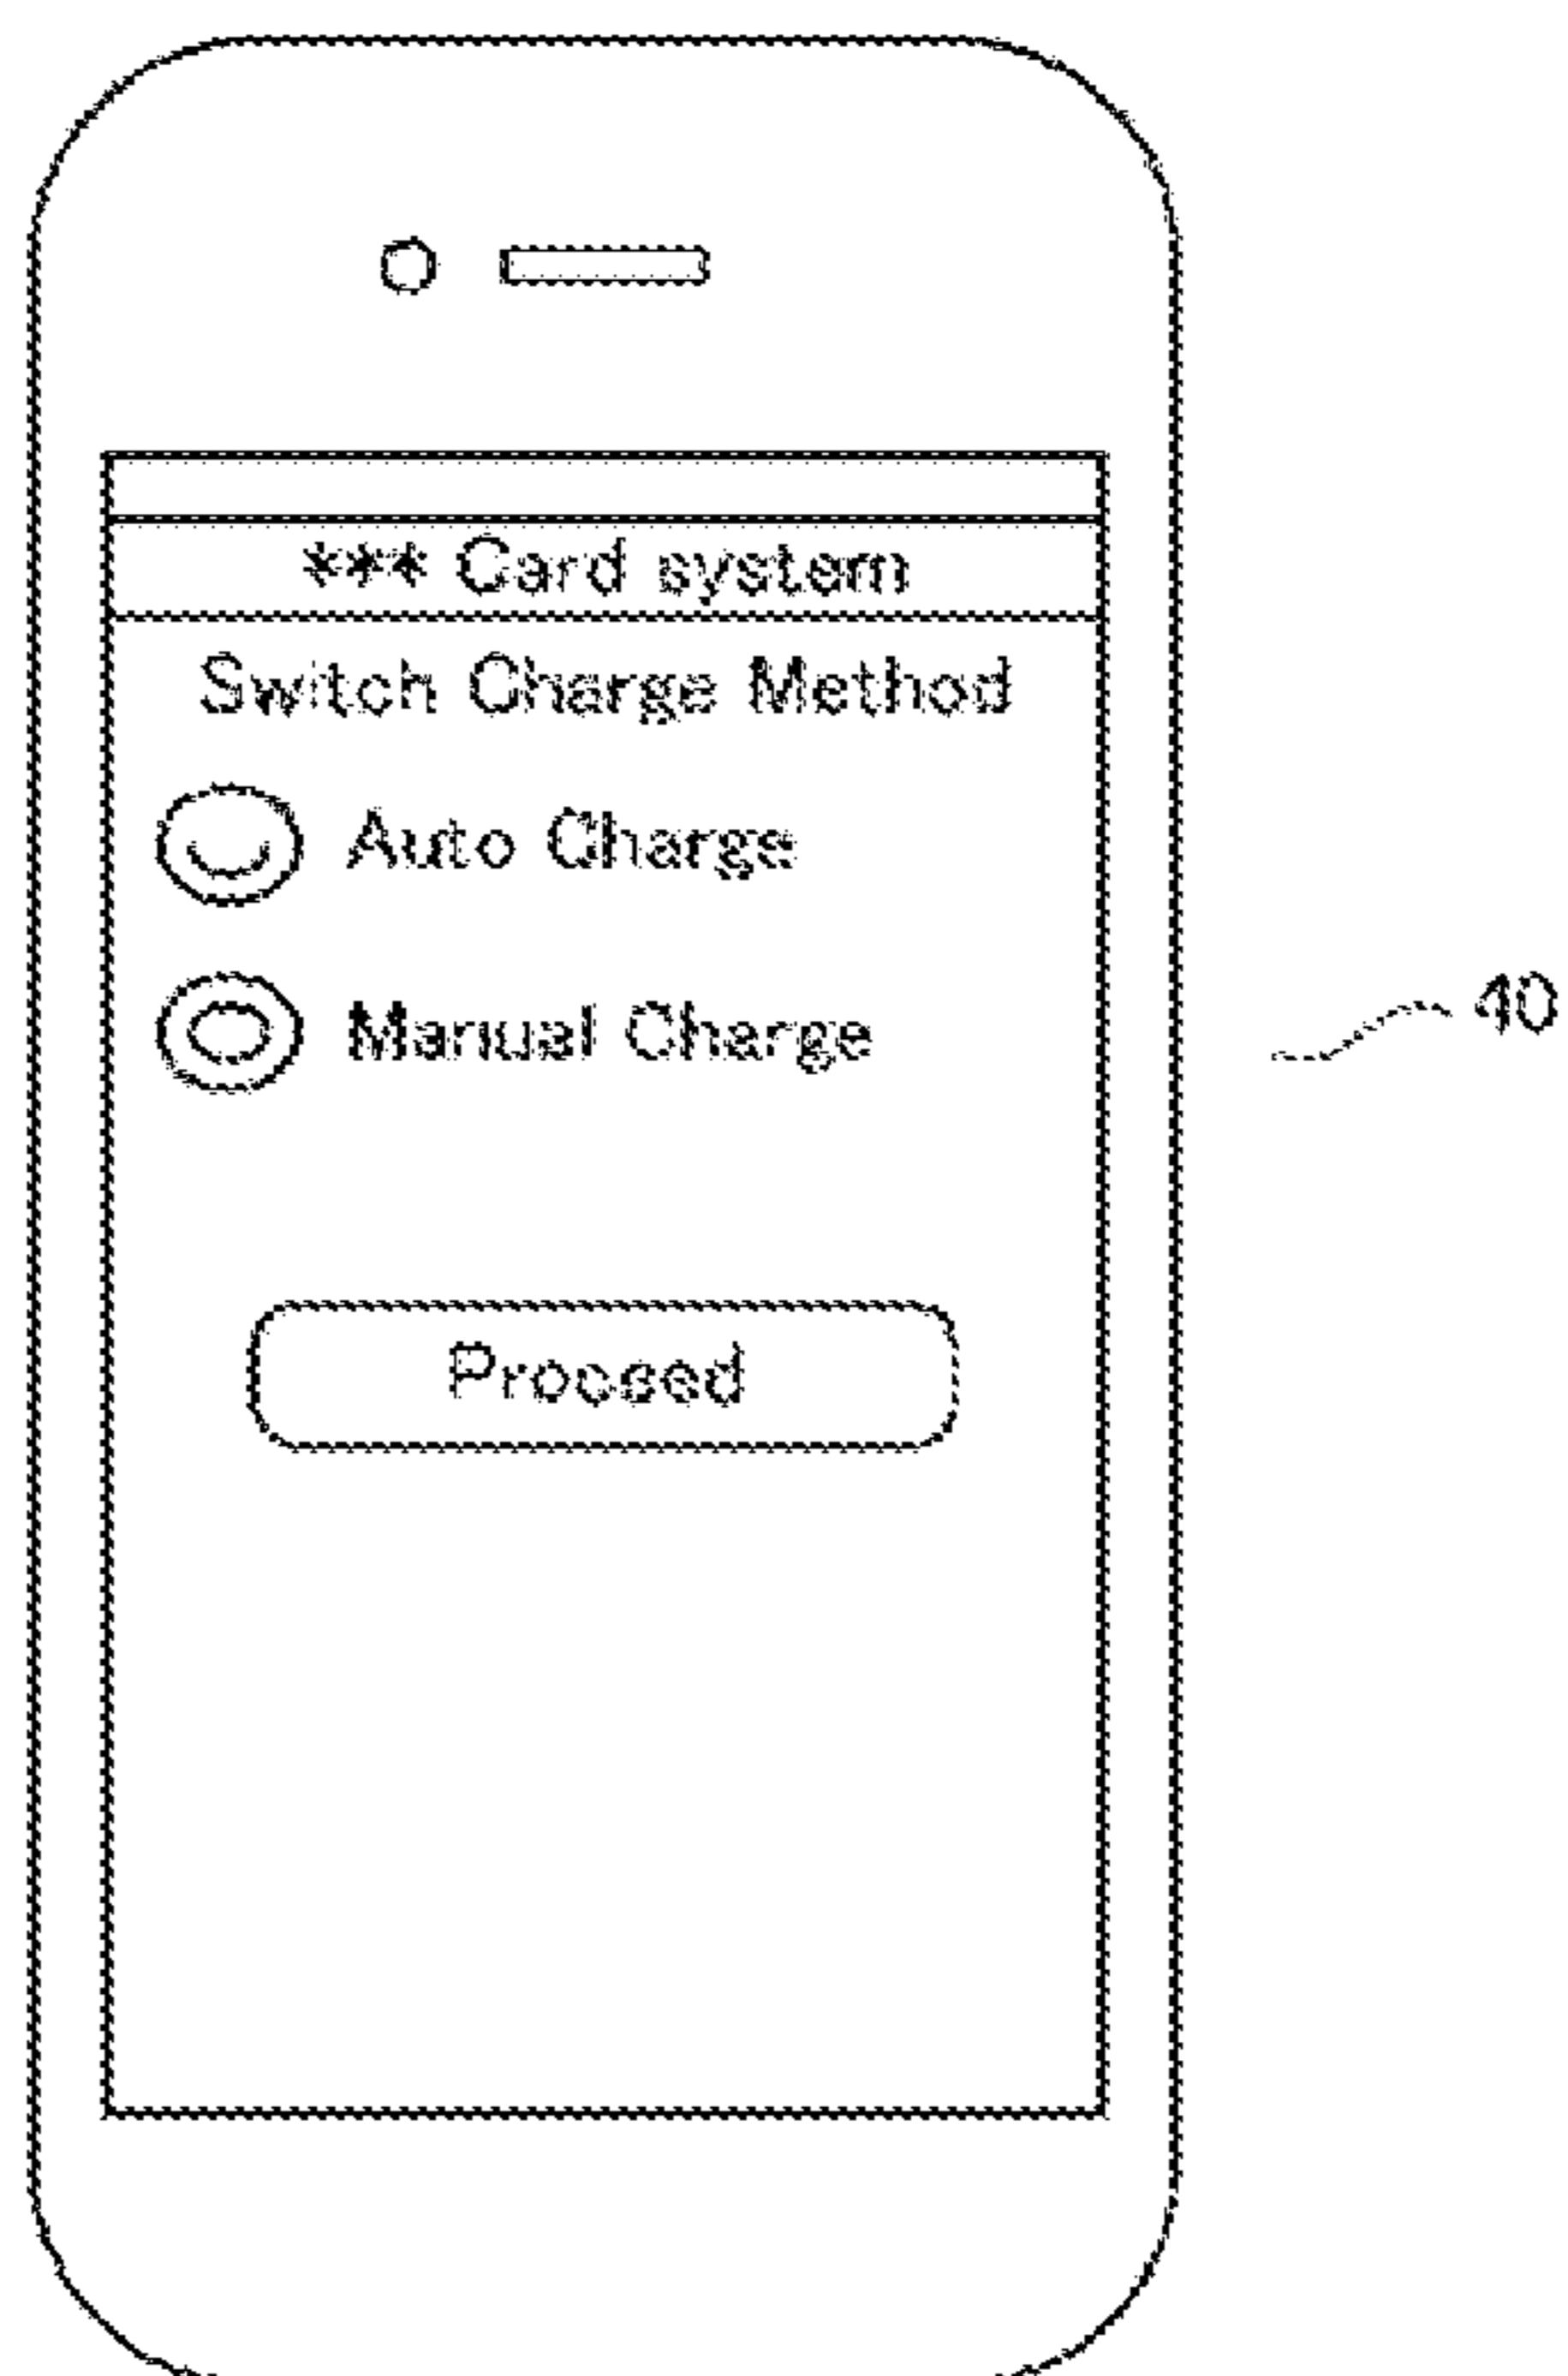 *** Card system
Switch Charge Method
Auto Charge
Manual Charge
40
Proceed